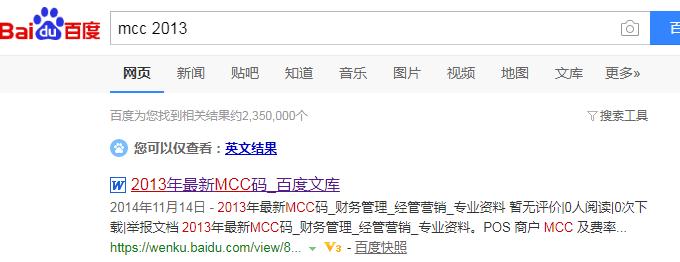 Bai du 百度 mcc 2013 百
网页 新闻 贴吧 知道 音乐 图片 视频 地图 文库 更多»
百度为您找到相关结果约2,350,000个 搜索工具
您可以仅查看：英文结果
W 2013年最新MCC码_百度文库
2014年11月14日 - 2013年最新MCC码_财务管理_经管营销_专业资料 暂无评价|0人阅读|0次下
载|举报文档 2013年最新MCC码_财务管理_经管营销_专业资料。POS 商户 MCC 及费率...
https://wenku.baidu.com/view/8... V3 - 百度快照